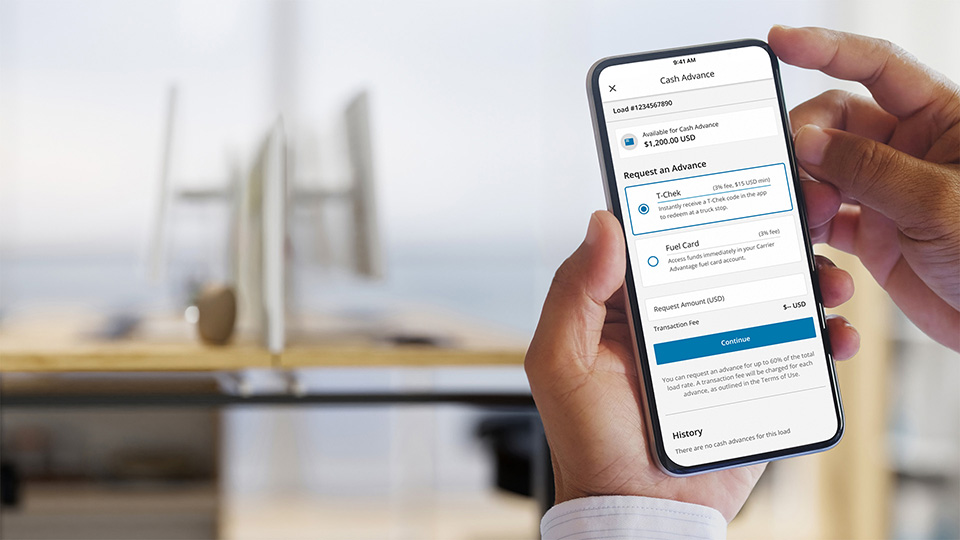 9:41 AM
Cash Advance
Load #1234567890
Available for Cash Advance
$1,200.00 USD
Request an Advance
T-Chek (3% fee, $15 USD min)
Instantly receive a T-Chek code in the app
to redeem at a truck stop.
Fuel Card (3% fee)
Access funds immediately in your Carrier
Advantage fuel card account.
Request Amount (USD)
Transaction Fee $-- USD
Continue
You can request an advance for up to 60% of the total
load rate. A transaction fee will be charged for each
advance, as outlined in the Terms of Use.
History
There are no cash advances for this load